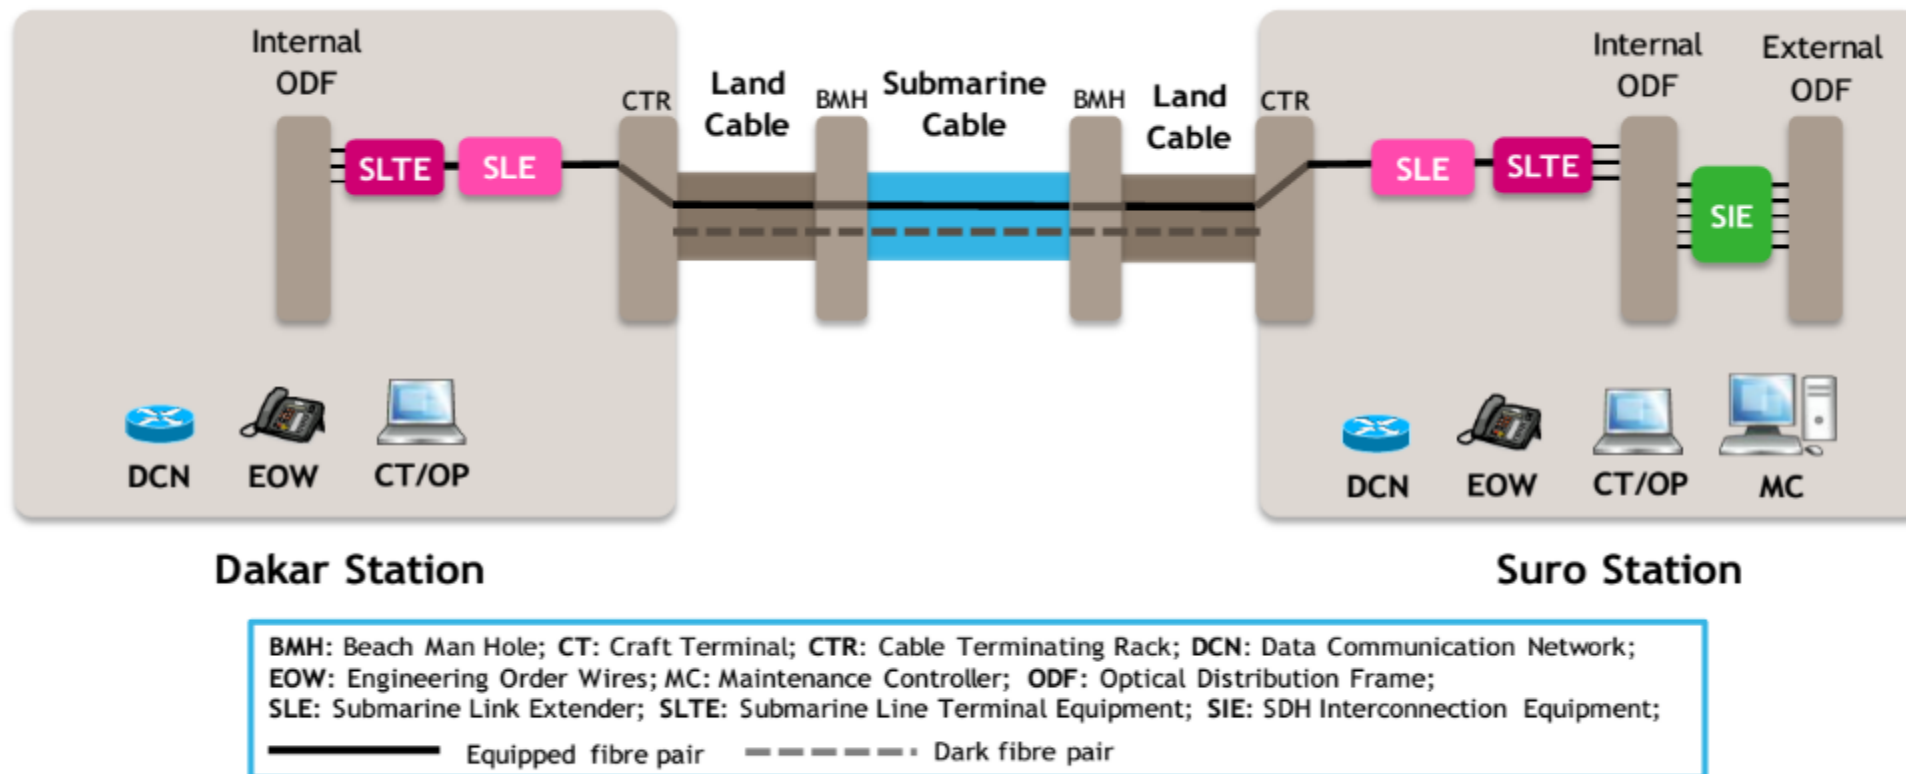 Internal
ODF
CTR
Land
Cable
BMH
Submarine
Cable
BMH
Land
Cable
CTR
Internal
ODF
External
ODF
SLTE
SLE
SLE
SLTE
SIE
DCN
EOW
CT/OP
DCN
EOW
CT/OP
MC
Dakar Station
Suro Station
BMH: Beach Man Hole; CT: Craft Terminal; CTR: Cable Terminating Rack; DCN: Data Communication Network;
EOW: Engineering Order Wires; MC: Maintenance Controller; ODF: Optical Distribution Frame;
SLE: Submarine Link Extender; SLTE: Submarine Line Terminal Equipment; SIE: SDH Interconnection Equipment;
Equipped fibre pair Dark fibre pair